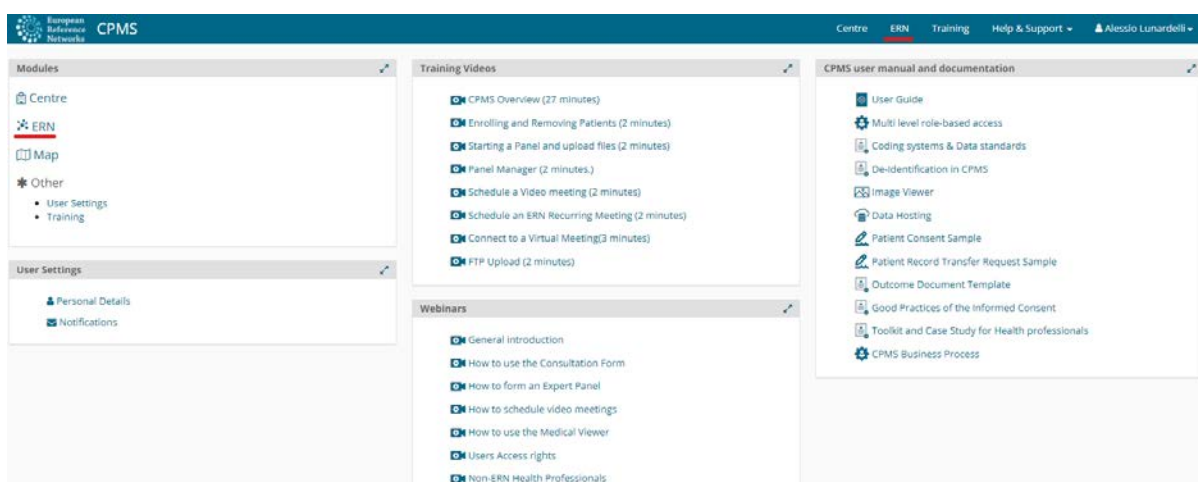 European
Reference
Networks
CPMS
Centre
ERN
Training
Help & Support
Alessio Lunardelli
Modules
Centre
ERN
Map
Other
User Settings
Training
User Settings
Personal Details
Notifications
Training Videos
CPMS Overview (27 minutes)
Enrolling and Removing Patients (2 minutes)
Starting a Panel and upload files (2 minutes)
Panel Manager (2 minutes.)
Schedule a Video meeting (2 minutes)
Schedule an ERN Recurring Meeting (2 minutes)
Connect to a Virtual Meeting(3 minutes)
FTP Upload (2 minutes)
Webinars
General introduction
How to use the Consultation Form
How to form an Expert Panel
How to schedule video meetings
How to use the Medical Viewer
Users Access rights
Non-ERN Health Professionals
CPMS user manual and documentation
User Guide
Multi level role-based access
Coding systems & Data standards
De-Identification in CPMS
Image Viewer
Data Hosting
Patient Consent Sample
Patient Record Transfer Request Sample
Outcome Document Template
Good Practices of the Informed Consent
Toolkit and Case Study for Health professionals
CPMS Business Process